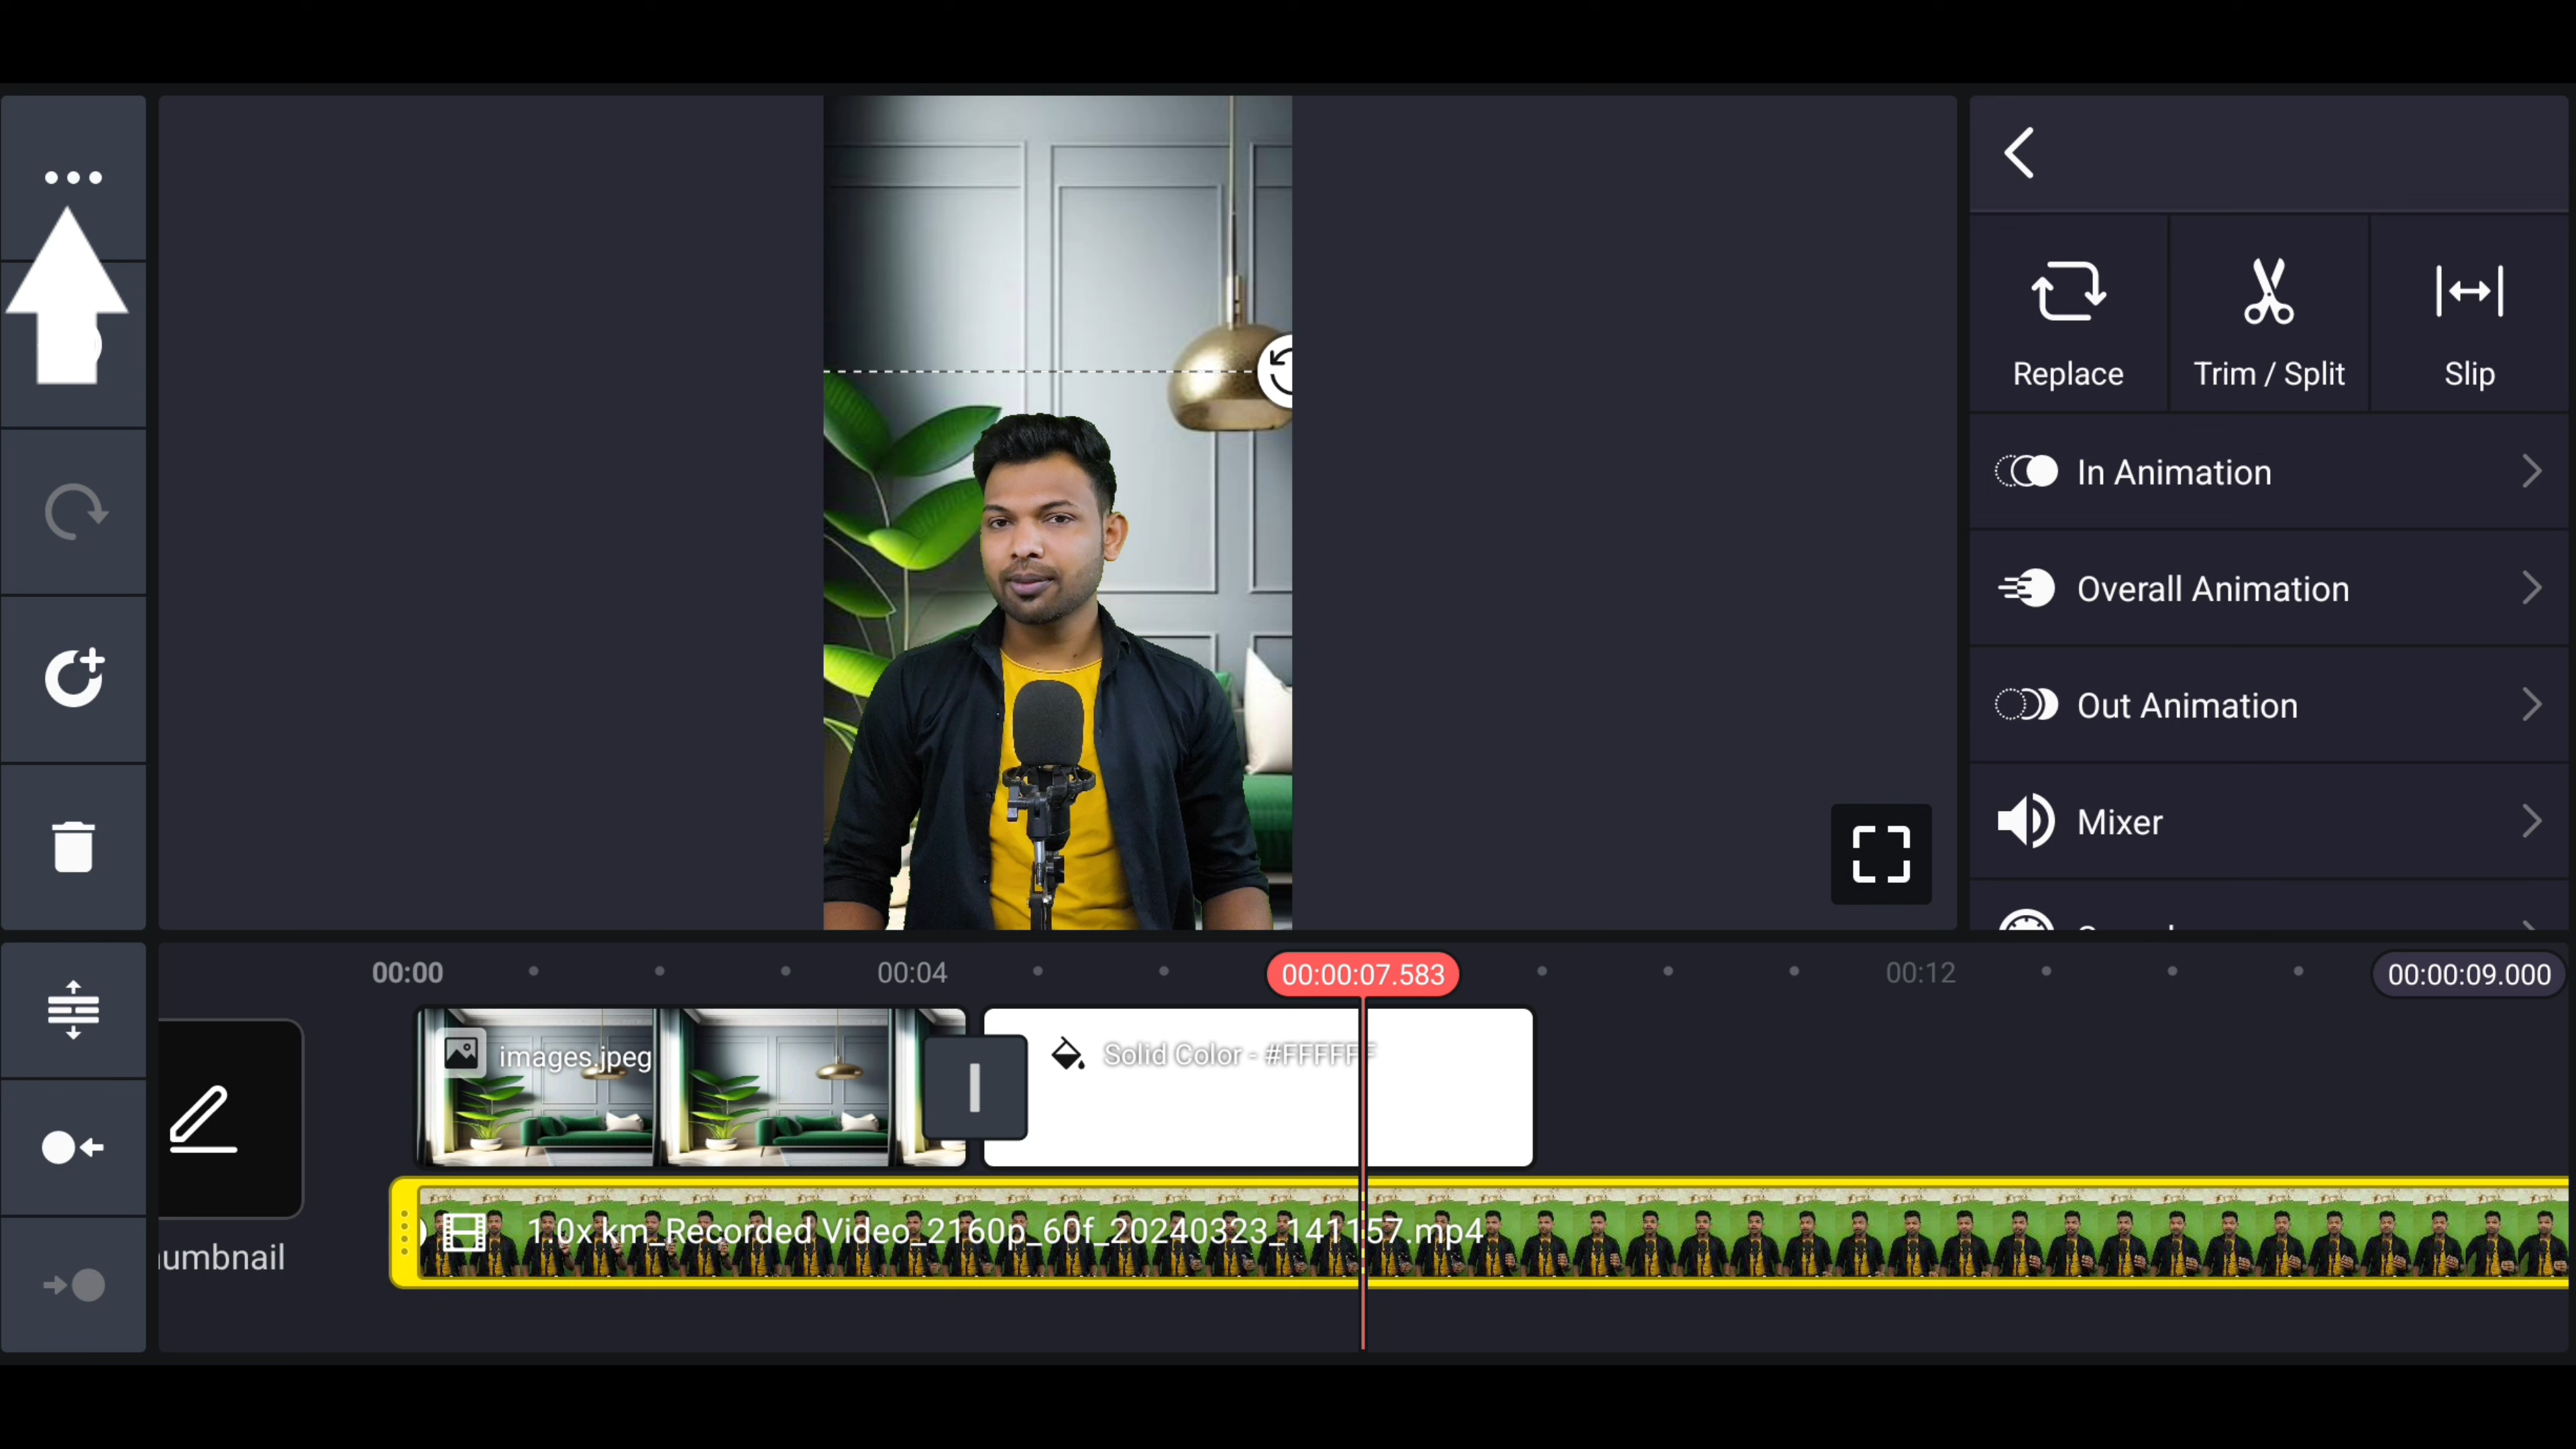 Replace
Trim / Split
Slip
In Animation
Overall Animation
Out Animation
Mixer
00:00
00:04
00:00:07.583
00:12
00:00:09.000
images.jpeg
Solid Color - #FFFFFF
1.0x km_Recorded Video_2160p_60f_20240323_141157.mp4
umbnail